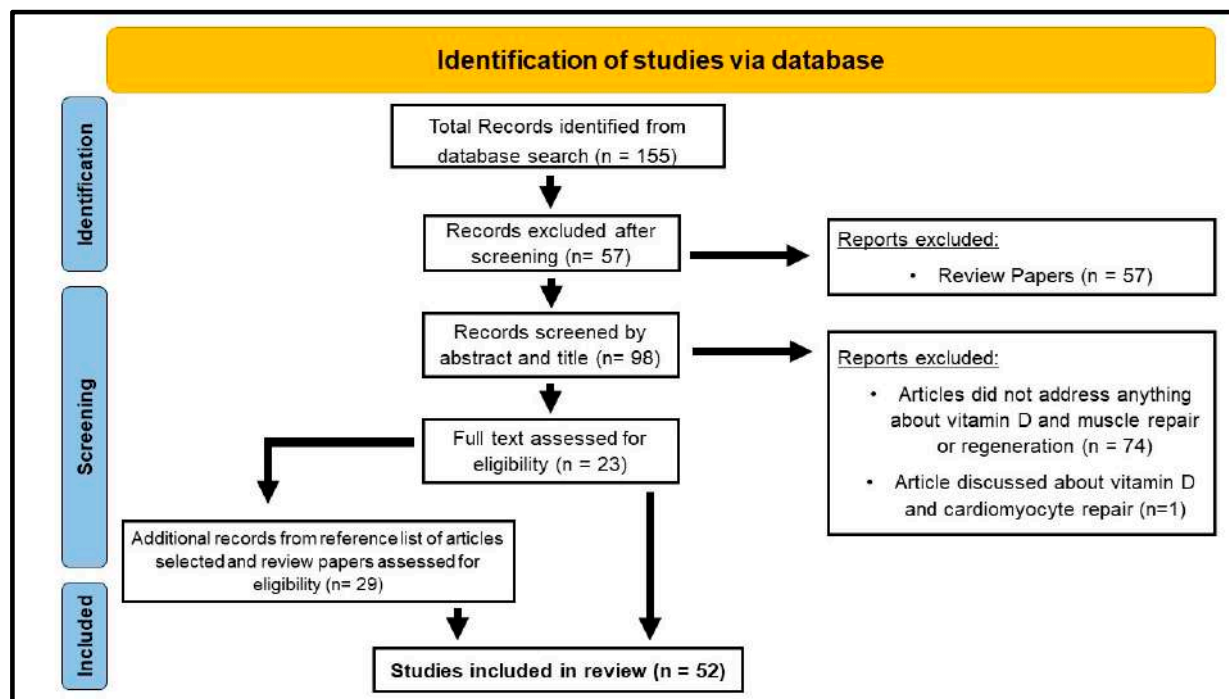 Identification of studies via database
Identification
Total Records identified from
database search (n = 155)
Records excluded after
screening (n= 57)
Reports excluded:
• Review Papers (n = 57)
Screening
Records screened by
abstract and title (n= 98)
Reports excluded:
• Articles did not address anything
about vitamin D and muscle repair
or regeneration (n = 74)
• Article discussed about vitamin D
and cardiomyocyte repair (n=1)
Full text assessed for
eligibility (n = 23)
Additional records from reference list of articles
selected and review papers assessed for
eligibility (n= 29)
Included
Studies included in review (n = 52)